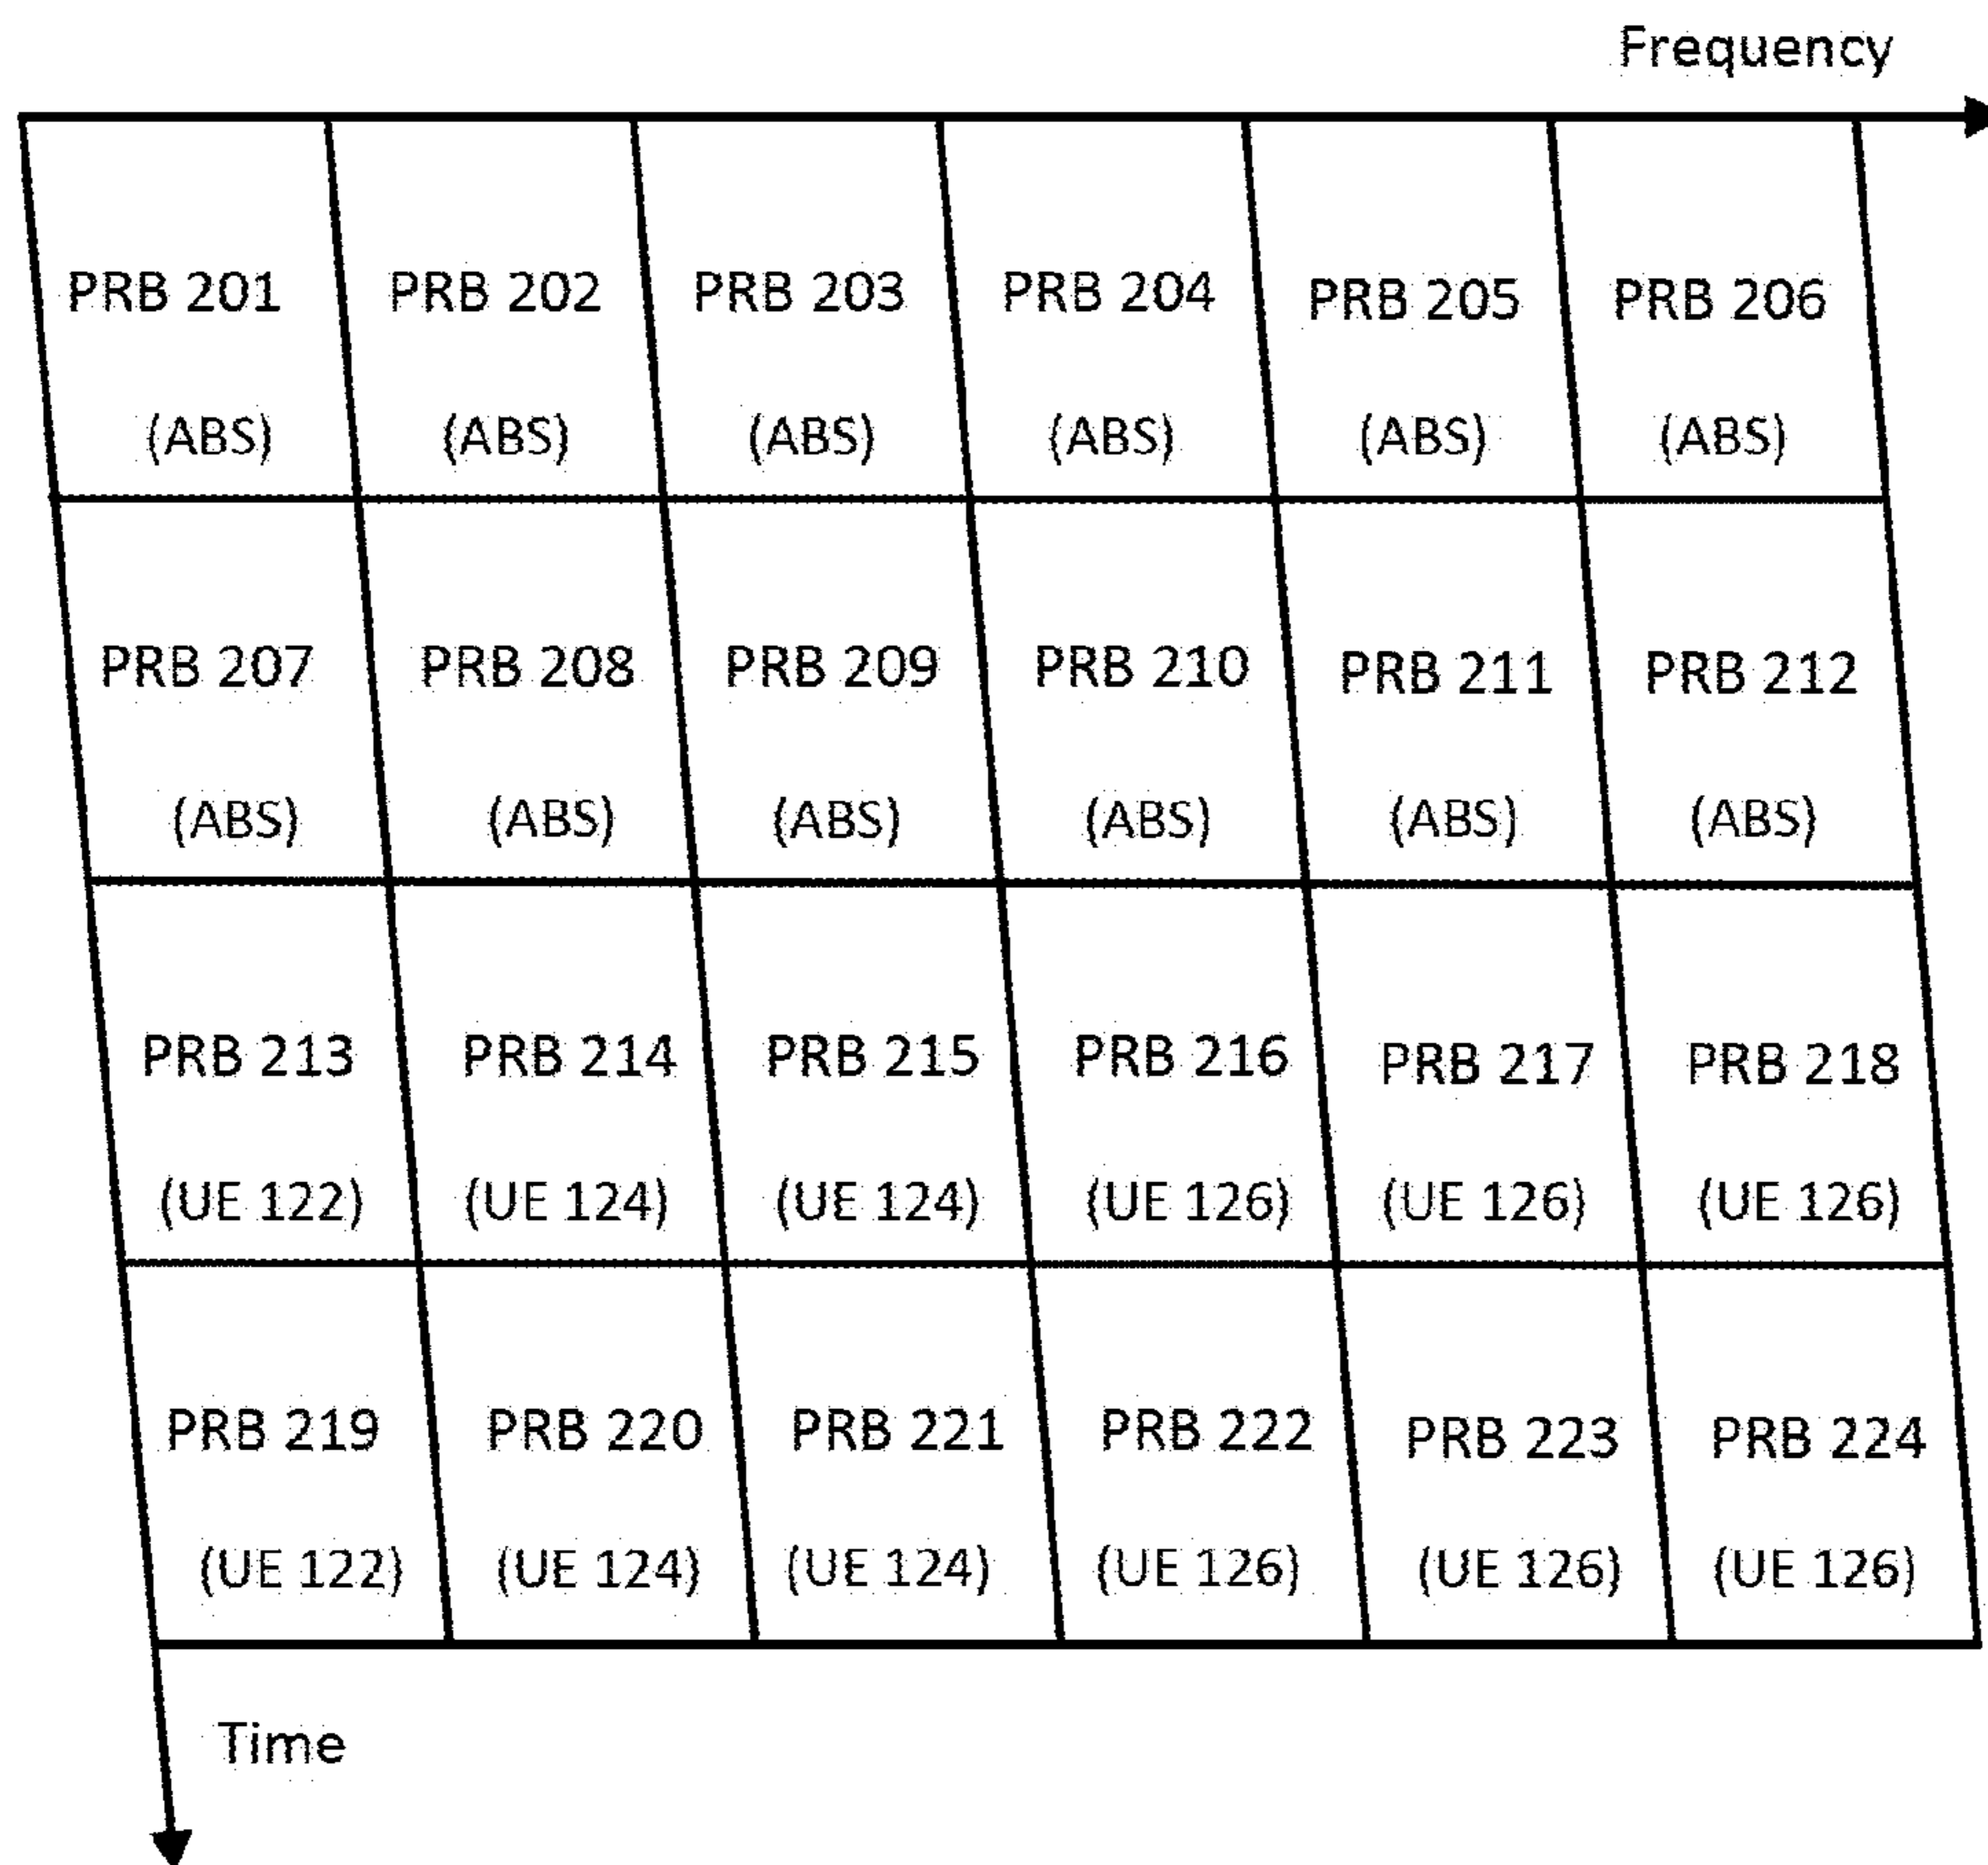 Frequency
PRB 201 PRB 202 PRB 203 PRB 204 PRB 205 PRB 206
(ABS) (ABS) (ABS) (ABS) (ABS) (ABS)
PRB 207 PRB 208 PRB 209 PRB 210 PRB 211 PRB 212
(ABS) (ABS) (ABS) (ABS) (ABS) (ABS)
PRB 213 PRB 214 PRB 215 PRB 216 PRB 217 PRB 218
(UE 122) (UE 124) (UE 124) (UE 126) (UE 126) (UE 126)
PRB 219 PRB 220 PRB 221 PRB 222 PRB 223 PRB 224
(UE 122) (UE 124) (UE 124) (UE 126) (UE 126) (UE 126)
Time